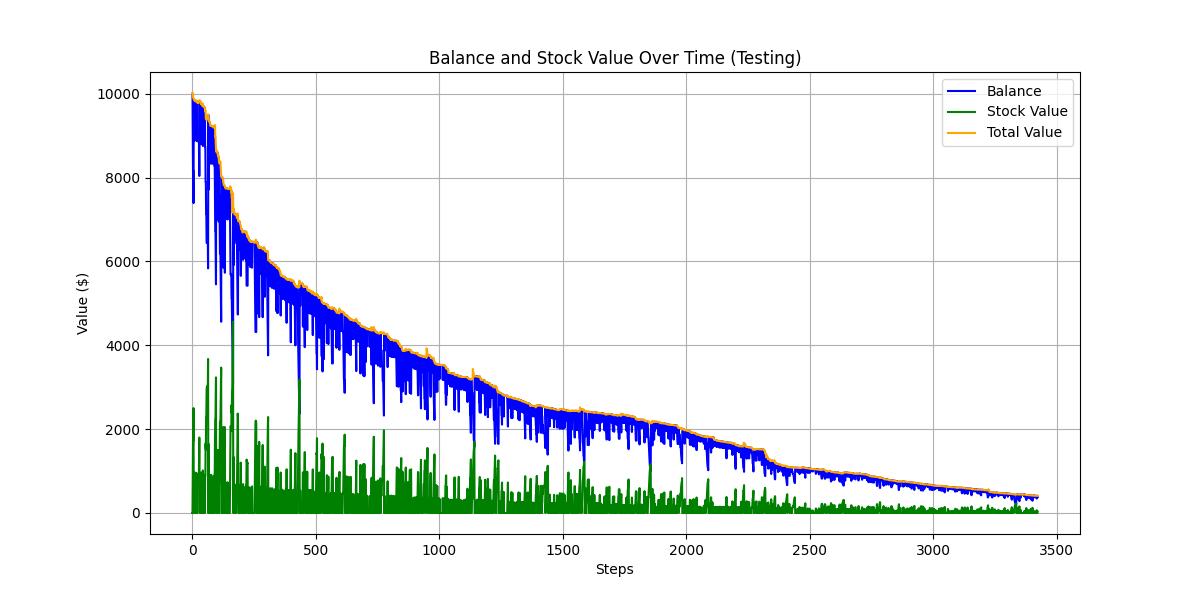 Balance and Stock Value Over Time (Testing)
Balance
Stock Value
Total Value
Value ($)
10000
8000
6000
4000
2000
0
0 500 1000 1500 2000 2500 3000 3500
Steps